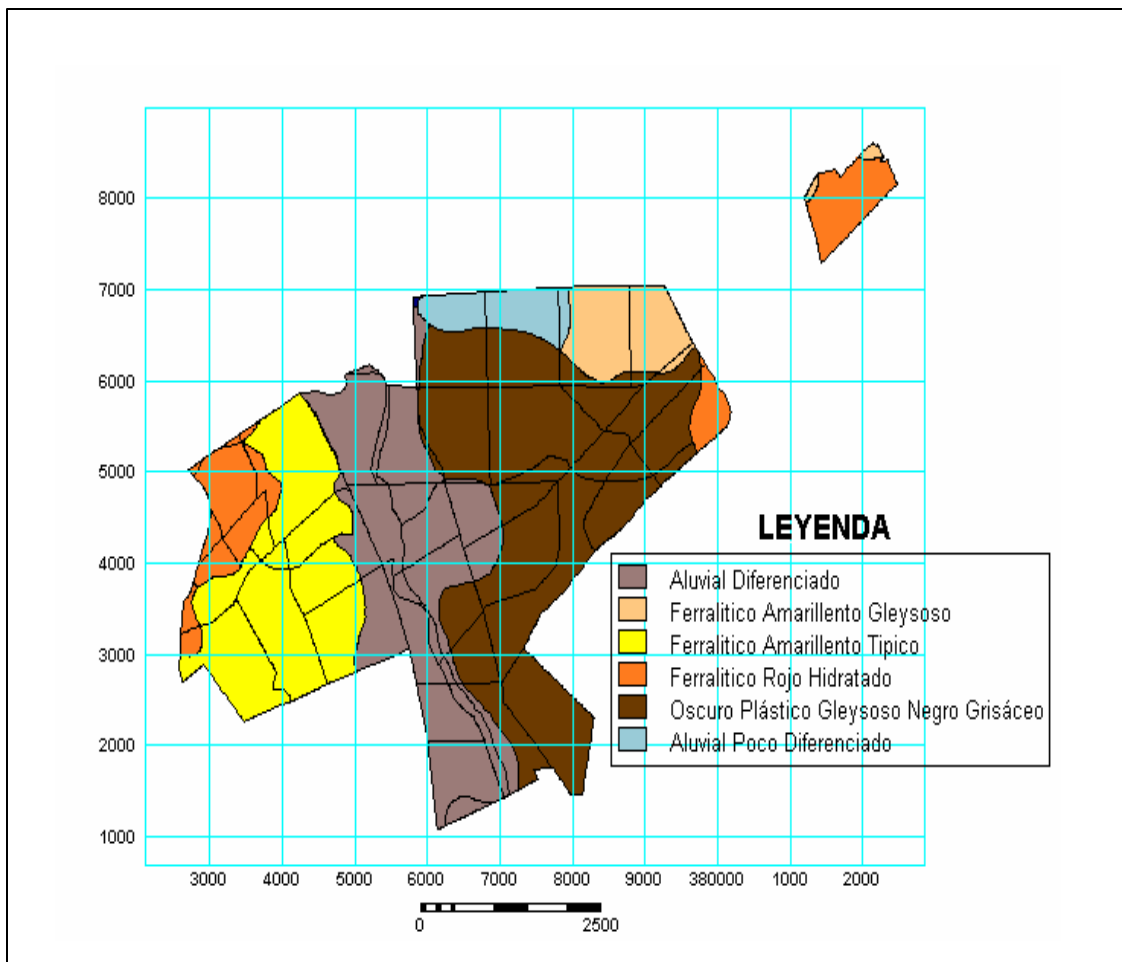 8000
7000
6000
5000
4000
3000
2000
1000
LEYENDA
Aluvial Diferenciado
Ferralitico Amarillento Gleysoso
Ferralitico Amarillento Tipico
Ferralitico Rojo Hidratado
Oscuro Plástico Gleysoso Negro Grisáceo
Aluvial Poco Diferenciado
3000 4000 5000 6000 7000 8000 9000 380000 1000 2000
0 2500